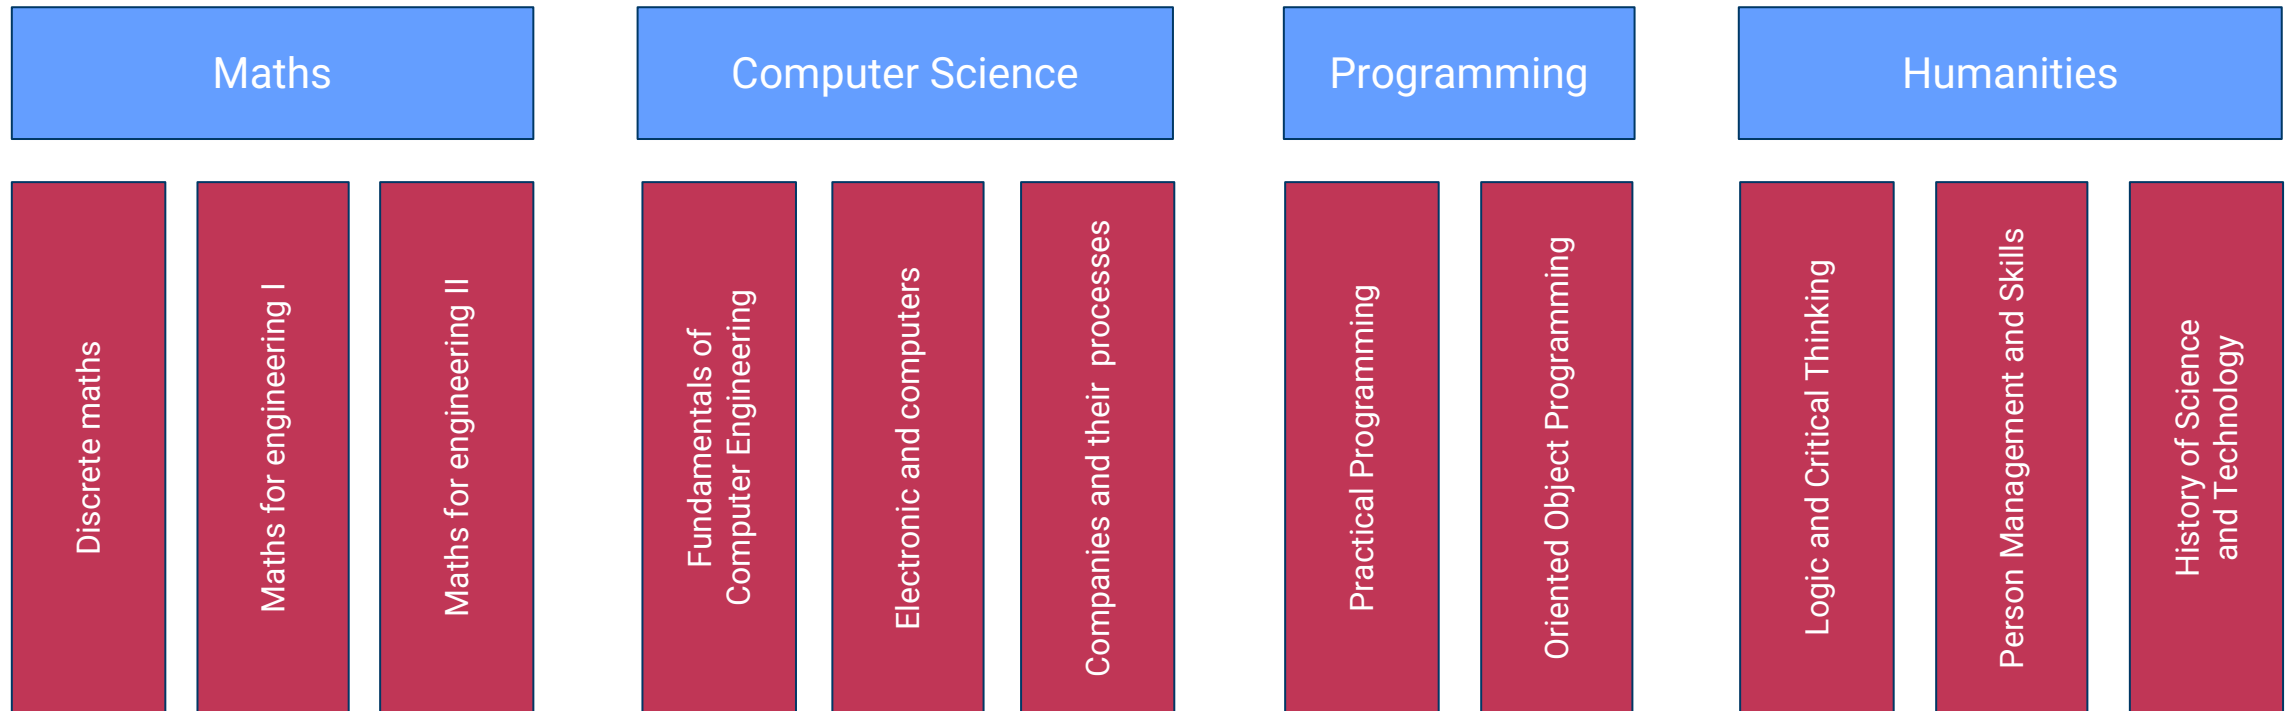 Maths
Computer Science
Programming
Humanities
Discrete maths
Maths for engineering I
Maths for engineering II
Fundamentals of
Computer Engineering
Electronic and computers
Companies and their processes
Practical Programming
Oriented Object Programming
Logic and Critical Thinking
Person Management and Skills
History of Science
and Technology